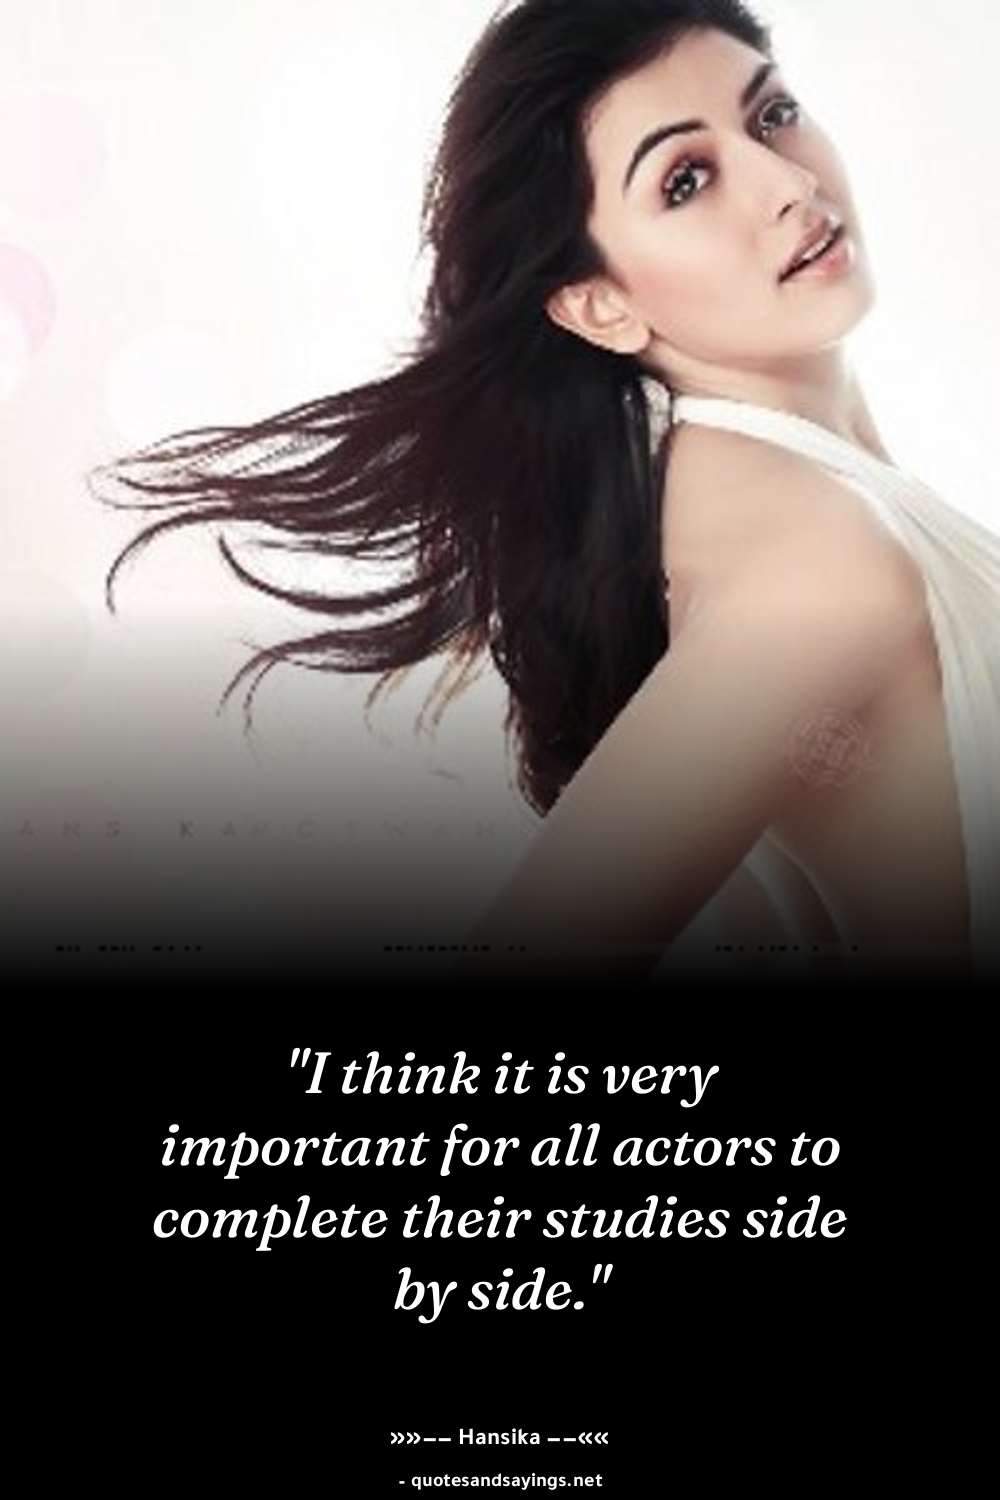 "I think it is very
important for all actors to
complete their studies side
by side."
»»−− Hansika −−««
- quotesandsayings.net